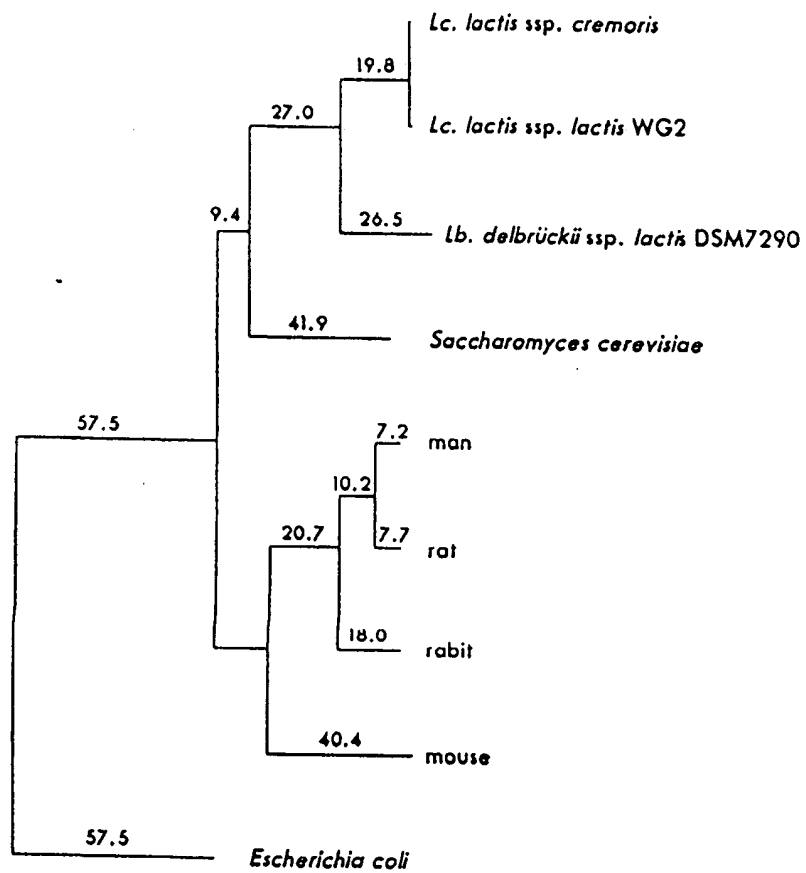 Lc. lactis ssp. cremoris
19.8
27.0
Lc. lactis ssp. lactis WG2
9.4
26.5
Lb. delbrückii ssp. lactis DSM7290
41.9
Saccharomyces cerevisiae
57.5
7.2
man
10.2
20.7
7.7
rat
18.0
rabit
40.4
mouse
57.5
Escherichia coli